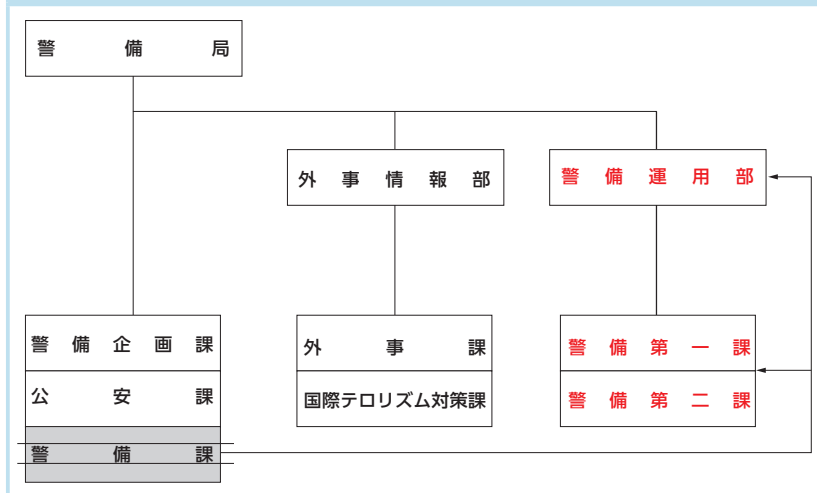 警備局
外事情報部
警備運用部
警備企画課
公安課
警備課
外事課
国際テロリズム対策課
警備第一課
警備第二課